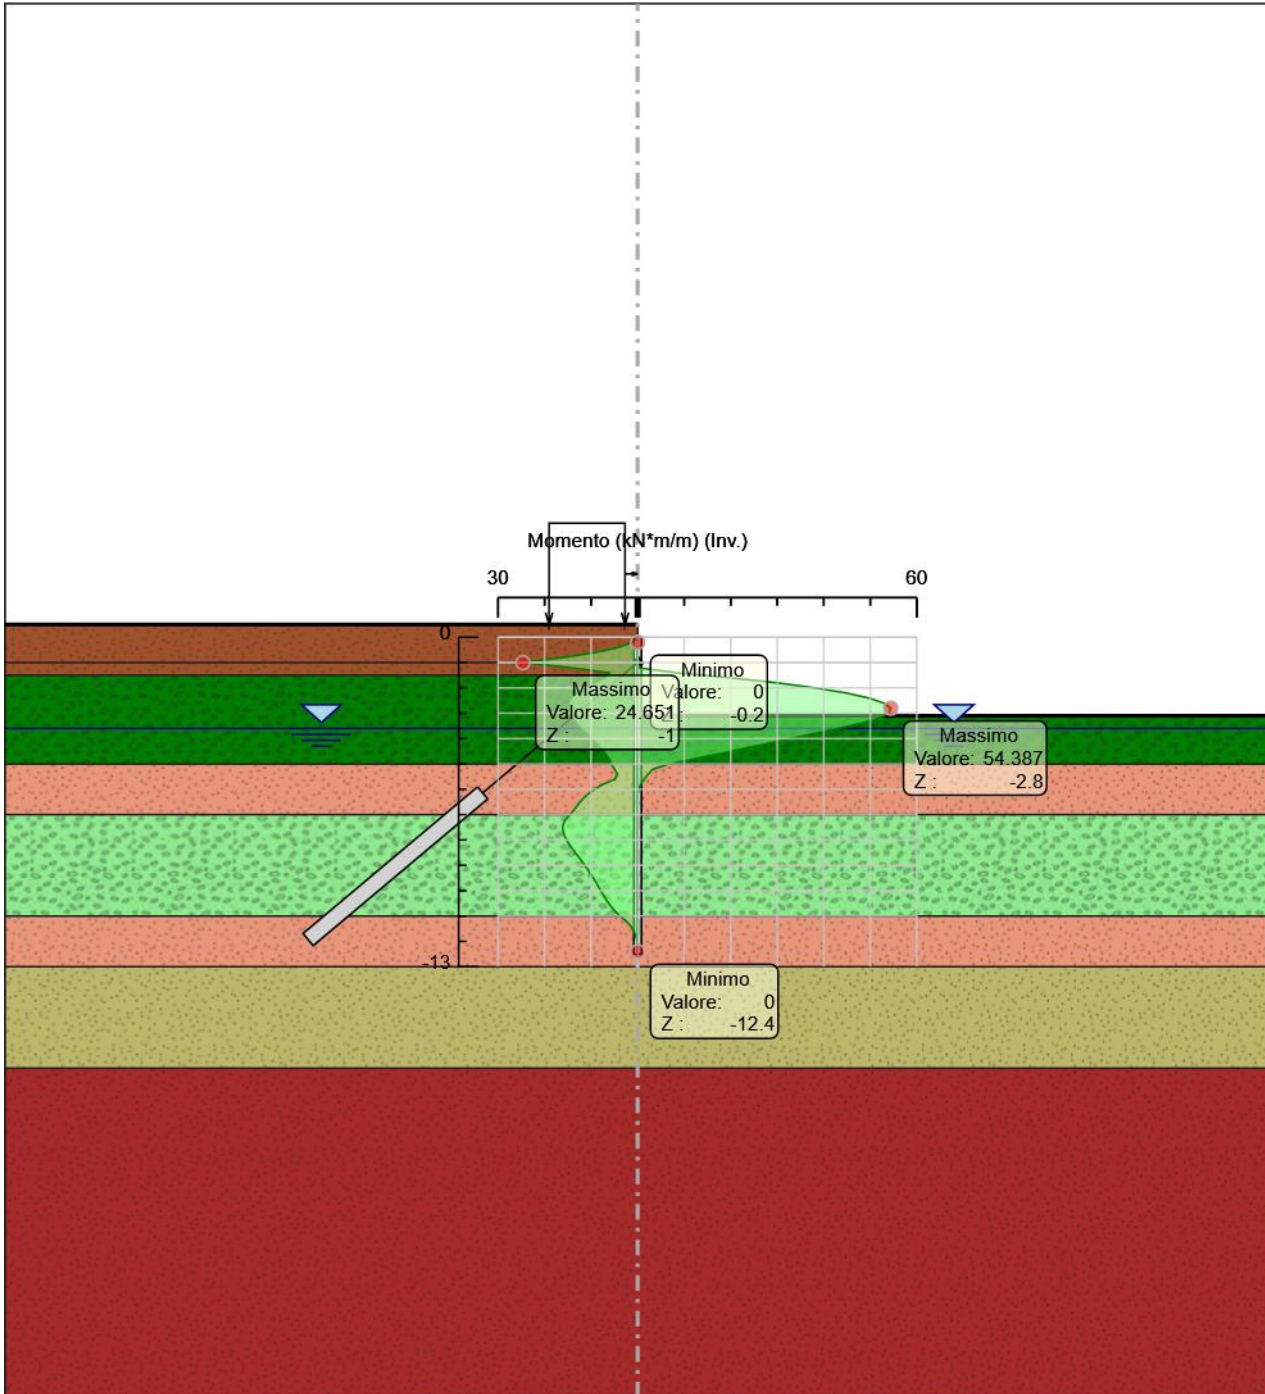 Momento (kN*m/m) (Inv.)
30
60
0
Minimo
Valore: 0
Z : -0.2
Massimo
Valore: 24.651
Z : -1
Massimo
Valore: 54.387
Z : -2.8
-13
Minimo
Valore: 0
Z : -12.4